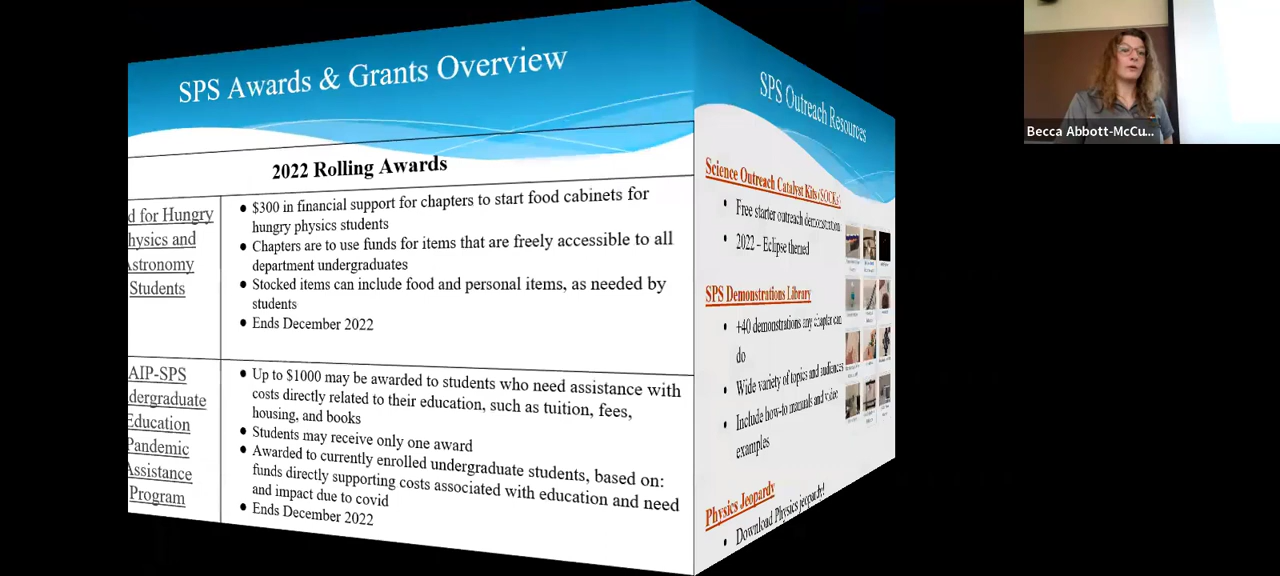 SPS Awards & Grants Overview
2022 Rolling Awards
d for Hungry
hysics and
Astronomy
Students
● $300 in financial support for chapters to start food cabinets for
hungry physics students
● Chapters are to use funds for items that are freely accessible to all
department undergraduates
● Stocked items can include food and personal items, as needed by
students
● Ends December 2022
AIP-SPS
dergraduate
Education
Pandemic
Assistance
Program
● Up to $1000 may be awarded to students who need assistance with
costs directly related to their education, such as tuition, fees,
housing, and books
● Students may receive only one award
● Awarded to currently enrolled undergraduate students, based on:
funds directly supporting costs associated with education and need
and impact due to covid
● Ends December 2022
SPS Outreach Resources
Science Outreach Catalyst Kits (SOCKs):
• Free starter outreach demonstration
• 2022 – Eclipse themed
SPS Demonstrations Library
• +40 demonstrations any chapter can
do
• Wide variety of topics and audiences
• Include how-to manuals and video
examples
Physics Jeopardy
• Download Physics jeopardy!
Becca Abbott-McCu...